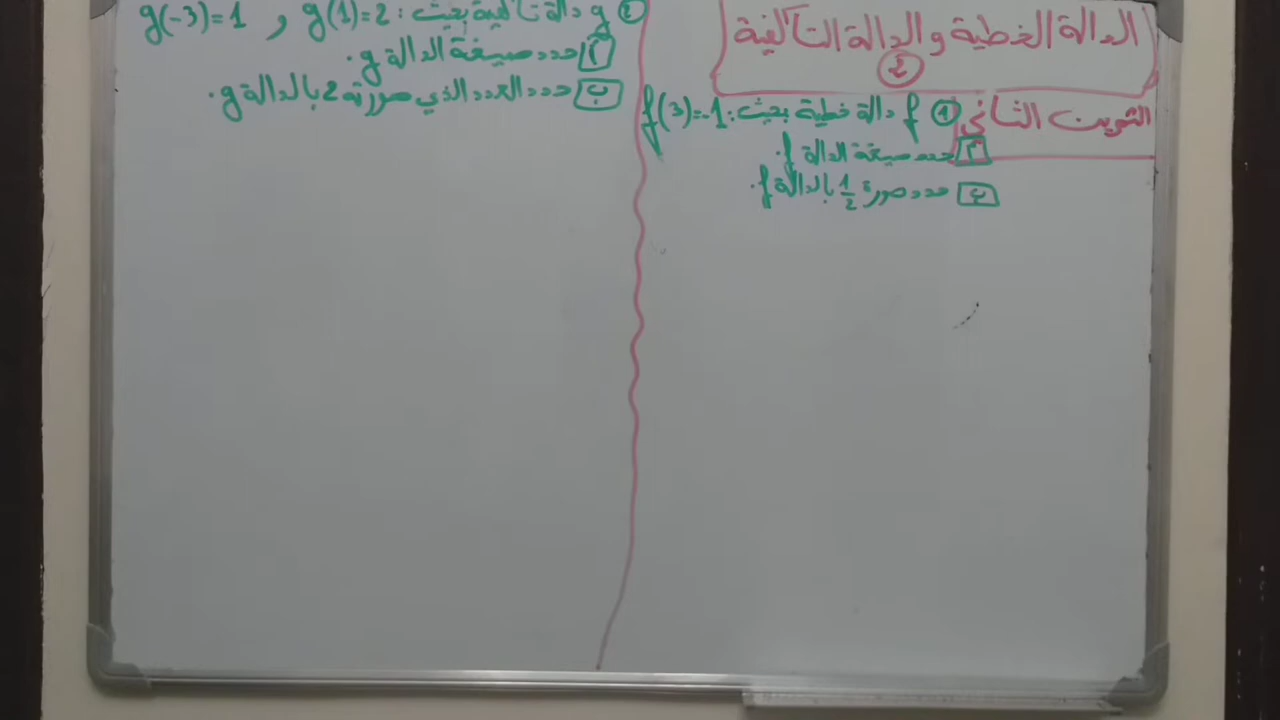 الدالة الخطية والدالة التآلفية
2
التمرين الثاني
1 f دالة خطية بحيث: f(3)=-1
أ حدد صيغة الدالة f.
ب حدد صورة 1/2 بالدالة f.
2 g دالة تآلفية بحيث: g(1)=2 و g(-3)=1
أ حدد صيغة الدالة g.
ب حدد العدد الذي صورته 2 بالدالة g.